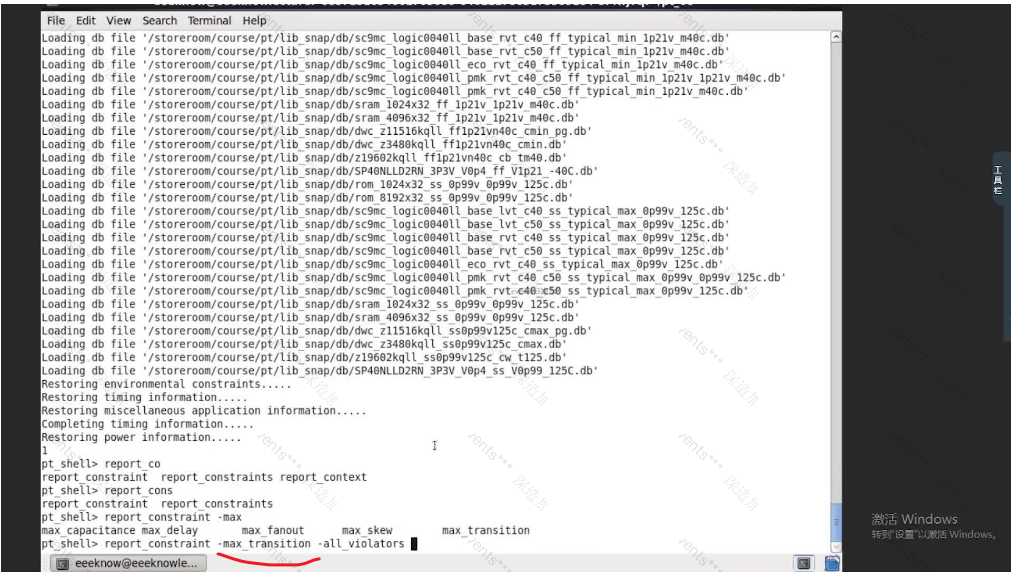 File Edit View Search Terminal Help
Loading db file '/storeroom/course/pt/lib_snap/db/sc9mc_logic0040ll_base_rvt_c40_ff_typical_min_1p21v_m40c.db'
Loading db file '/storeroom/course/pt/lib_snap/db/sc9mc_logic0040ll_base_rvt_c50_ff_typical_min_1p21v_m40c.db'
Loading db file '/storeroom/course/pt/lib_snap/db/sc9mc_logic0040ll_eco_rvt_c40_ff_typical_min_1p21v_m40c.db'
Loading db file '/storeroom/course/pt/lib_snap/db/sc9mc_logic0040ll_pmk_rvt_c40_c50_ff_typical_min_1p21v_1p21v_m40c.db'
Loading db file '/storeroom/course/pt/lib_snap/db/sc9mc_logic0040ll_pmk_rvt_c40_c50_ff_typical_min_1p21v_m40c.db'
Loading db file '/storeroom/course/pt/lib_snap/db/sram_1024x32_ff_1p21v_1p21v_m40c.db'
Loading db file '/storeroom/course/pt/lib_snap/db/sram_4096x32_ff_1p21v_1p21v_m40c.db'
Loading db file '/storeroom/course/pt/lib_snap/db/dwc_z11516kqll_ff1p21vn40c_cmin_pg.db'
Loading db file '/storeroom/course/pt/lib_snap/db/dwc_z3480kqll_ff1p21vn40c_cmin.db'
Loading db file '/storeroom/course/pt/lib_snap/db/z19602kqll_ff1p21vn40c_cb_tm40.db'
Loading db file '/storeroom/course/pt/lib_snap/db/SP40NLLD2RN_3P3V_V0p4_ff_V1p21_-40C.db'
Loading db file '/storeroom/course/pt/lib_snap/db/rom_1024x32_ss_0p99v_0p99v_125c.db'
Loading db file '/storeroom/course/pt/lib_snap/db/rom_8192x32_ss_0p99v_0p99v_125c.db'
Loading db file '/storeroom/course/pt/lib_snap/db/sc9mc_logic0040ll_base_lvt_c40_ss_typical_max_0p99v_125c.db'
Loading db file '/storeroom/course/pt/lib_snap/db/sc9mc_logic0040ll_base_lvt_c50_ss_typical_max_0p99v_125c.db'
Loading db file '/storeroom/course/pt/lib_snap/db/sc9mc_logic0040ll_base_rvt_c40_ss_typical_max_0p99v_125c.db'
Loading db file '/storeroom/course/pt/lib_snap/db/sc9mc_logic0040ll_base_rvt_c50_ss_typical_max_0p99v_125c.db'
Loading db file '/storeroom/course/pt/lib_snap/db/sc9mc_logic0040ll_eco_rvt_c40_ss_typical_max_0p99v_125c.db'
Loading db file '/storeroom/course/pt/lib_snap/db/sc9mc_logic0040ll_pmk_rvt_c40_c50_ss_typical_max_0p99v_0p99v_125c.db'
Loading db file '/storeroom/course/pt/lib_snap/db/sc9mc_logic0040ll_pmk_rvt_c40_c50_ss_typical_max_0p99v_125c.db'
Loading db file '/storeroom/course/pt/lib_snap/db/sram_1024x32_ss_0p99v_0p99v_125c.db'
Loading db file '/storeroom/course/pt/lib_snap/db/sram_4096x32_ss_0p99v_0p99v_125c.db'
Loading db file '/storeroom/course/pt/lib_snap/db/dwc_z11516kqll_ss0p99v125c_cmax_pg.db'
Loading db file '/storeroom/course/pt/lib_snap/db/dwc_z3480kqll_ss0p99v125c_cmax.db'
Loading db file '/storeroom/course/pt/lib_snap/db/z19602kqll_ss0p99v125c_cw_t125.db'
Loading db file '/storeroom/course/pt/lib_snap/db/SP40NLLD2RN_3P3V_V0p4_ss_V0p99_125C.db'
Restoring environmental constraints.....
Restoring timing information.....
Restoring miscellaneous application information.....
Completing timing information.....
Restoring power information.....
1
pt_shell> report_co
report_constraint report_constraints report_context
pt_shell> report_cons
report_constraint report_constraints
pt_shell> report_constraint -max
max_capacitance max_delay max_fanout max_skew max_transition
pt_shell> report_constraint -max_transition -all_violators
eeeknow@eeeknowle...
工具栏
激活 Windows
转到"设置"以激活 Windows。